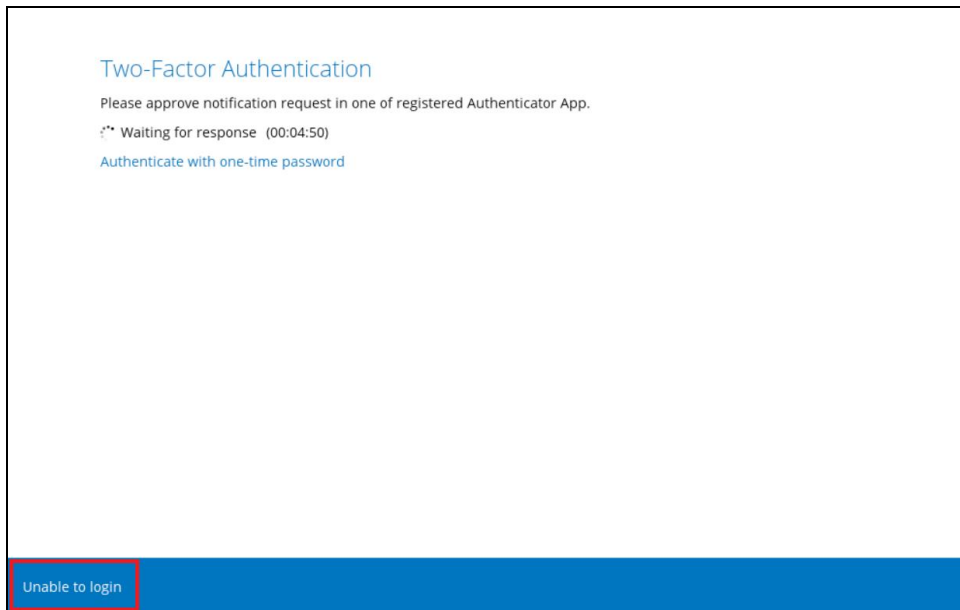 Two-Factor Authentication
Please approve notification request in one of registered Authenticator App.
Waiting for response (00:04:50)
Authenticate with one-time password
Unable to login